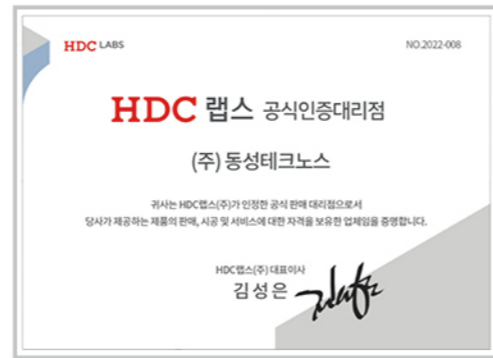 HDC LABS
NO.2022-008
HDC 랩스 공식인증대리점
(주) 동성테크노스
귀사는 HDC랩스(주)가 인정한 공식 판매 대리점으로서
당사가 제공하는 제품의 판매, 시공 및 서비스에 대한 자격을 보유한 업체임을 증명합니다.
HDC랩스(주) 대표이사
김성은